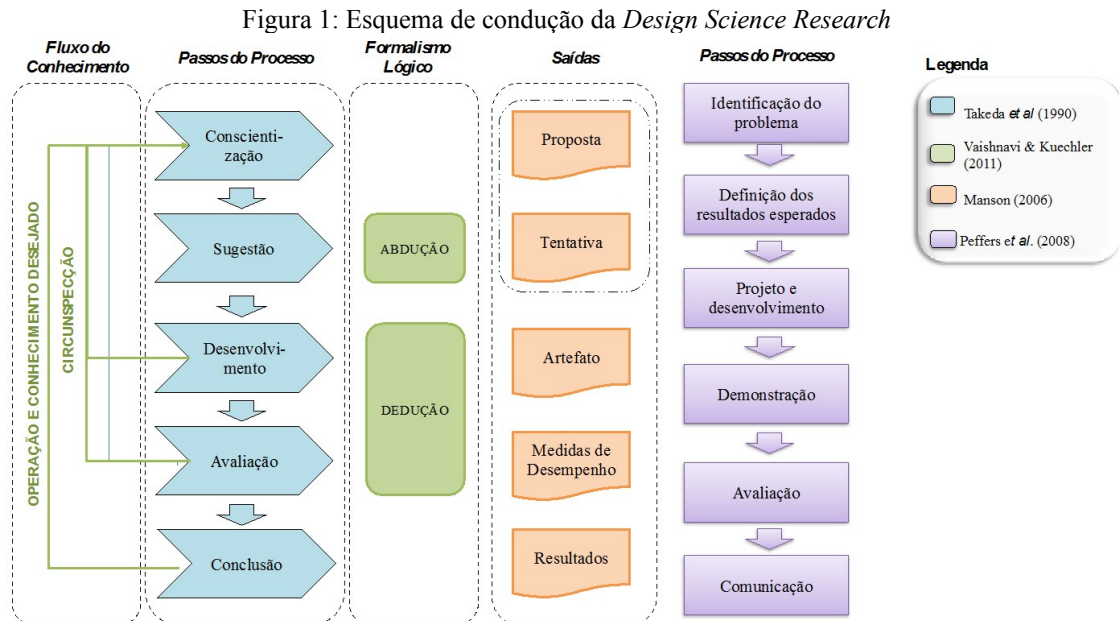 Figura 1: Esquema de condução da Design Science Research
Fluxo do
Conhecimento
Passos do Processo
Formalismo
Lógico
Saídas
Passos do Processo
Legenda
OPERAÇÃO E CONHECIMENTO DESEJADO
CIRCUNSPECÇÃO
Conscienti-
zação
Sugestão
Desenvolvi-
mento
Avaliação
Conclusão
ABDUÇÃO
DEDUÇÃO
Proposta
Tentativa
Artefato
Medidas de
Desempenho
Resultados
Identificação do
problema
Definição dos
resultados esperados
Projeto e
desenvolvimento
Demonstração
Avaliação
Comunicação
Takeda et al (1990)
Vaishnavi & Kuechler
(2011)
Manson (2006)
Peffers et al. (2008)